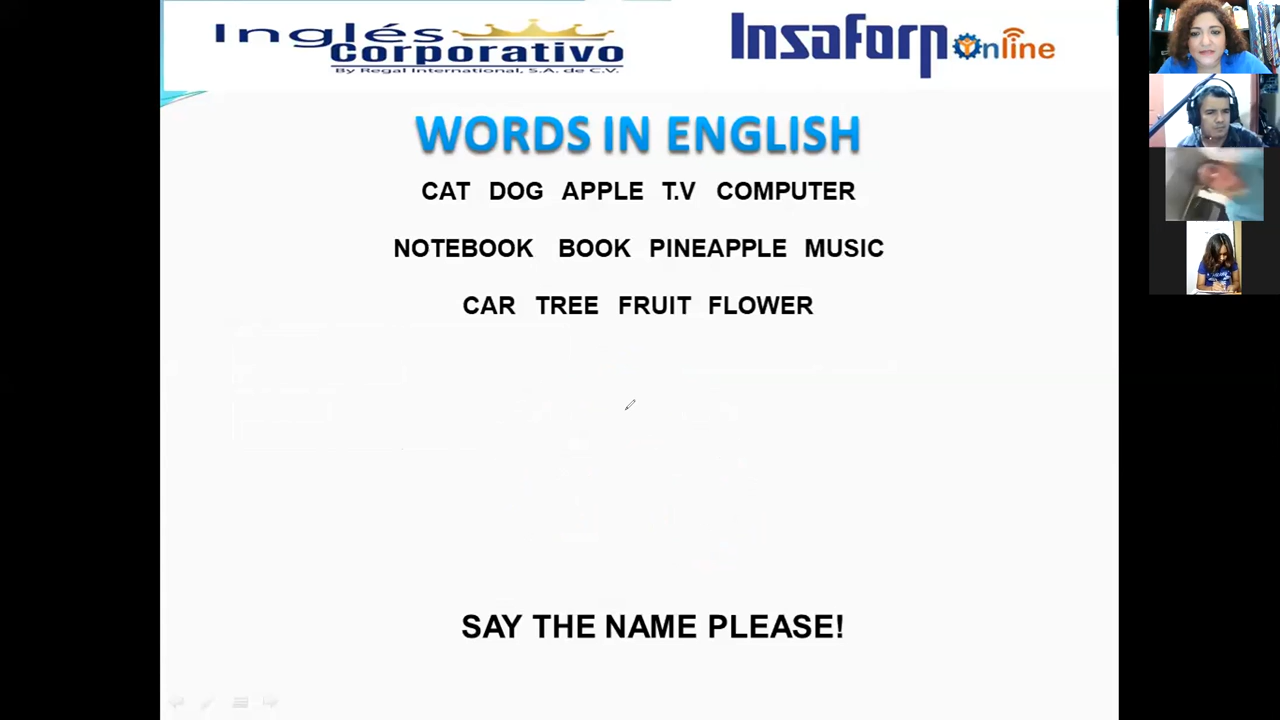 Inglés
Corporativo
By Regal International, S.A. de C.V.
Insaforp Online
WORDS IN ENGLISH
CAT DOG APPLE T.V COMPUTER
NOTEBOOK BOOK PINEAPPLE MUSIC
CAR TREE FRUIT FLOWER
SAY THE NAME PLEASE!